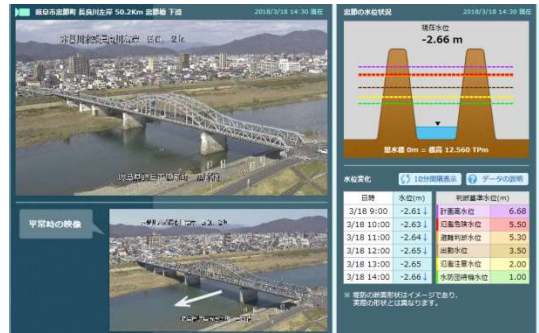 岐阜市忠節町 長良川左岸 50.2Km 忠節橋 下流
2018/3/18 14:30 現在
平常時の映像
忠節の水位状況
2018/3/18 14:30 現在
現在水位
-2.66 m
量水標 0m = 標高 12.560 TPm
水位変化
10分間隔表示
データの説明
日時 水位(m) 判断基準水位(m)
3/18 9:00 -2.61↓ 計画高水位 6.68
3/18 10:00 -2.63↓ 氾濫危険水位 5.50
3/18 11:00 -2.64↓ 避難判断水位 5.30
3/18 12:00 -2.65↓ 出動水位 3.50
3/18 13:00 -2.65 氾濫注意水位 2.00
3/18 14:00 -2.66↓ 水防団待機水位 1.00
※ 堤防の断面形状はイメージであり、
実際の形状とは異なります。